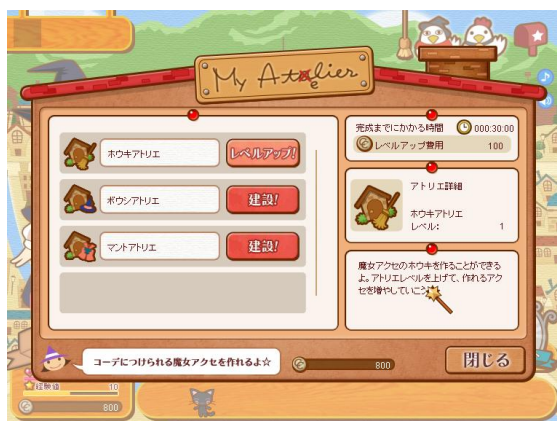 My Atelier
ホウキアトリエ
レベルアップ!
ボウシアトリエ
建設!
マントアトリエ
建設!
完成までにかかる時間 000:30:00
レベルアップ費用 100
アトリエ詳細
ホウキアトリエ
レベル: 1
魔女アクセのホウキを作ることができる
よ。アトリエレベルを上げて、作れるアク
セを増やしていこう
コーデにつけられる魔女アクセを作れるよ☆
800
閉じる
経験値 10
800